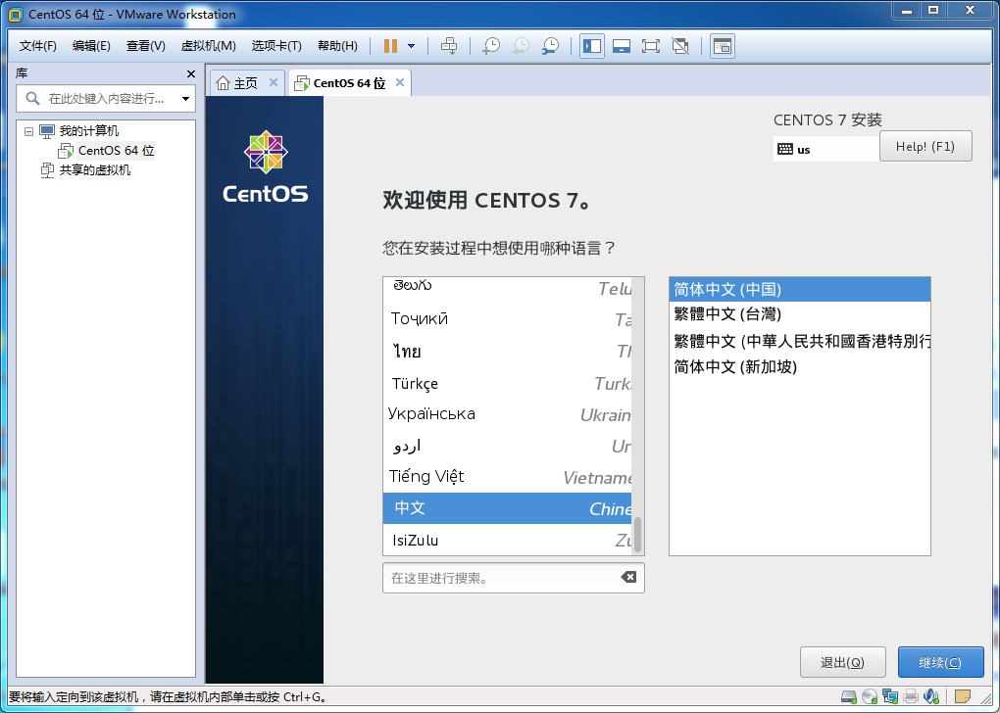 CentOS 64 位 - VMware Workstation
文件(F) 编辑(E) 查看(V) 虚拟机(M) 选项卡(T) 帮助(H)
库
在此处键入内容进行...
我的计算机
CentOS 64 位
共享的虚拟机
主页
CentOS 64 位
CentOS
CENTOS 7 安装
us
Help! (F1)
欢迎使用 CENTOS 7。
您在安装过程中想使用哪种语言？
తెలుగు Telu
Тоҷикӣ Ta
ไทย Th
Türkçe Turk
Українська Ukrain
اردو Ur
Tiếng Việt Vietname
中文 Chine
IsiZulu Zu
在这里进行搜索。
简体中文 (中国)
繁體中文 (台灣)
繁體中文 (中華人民共和國香港特別行
简体中文 (新加坡)
退出(Q)
继续(C)
要将输入定向到该虚拟机，请在虚拟机内部单击或按 Ctrl+G。